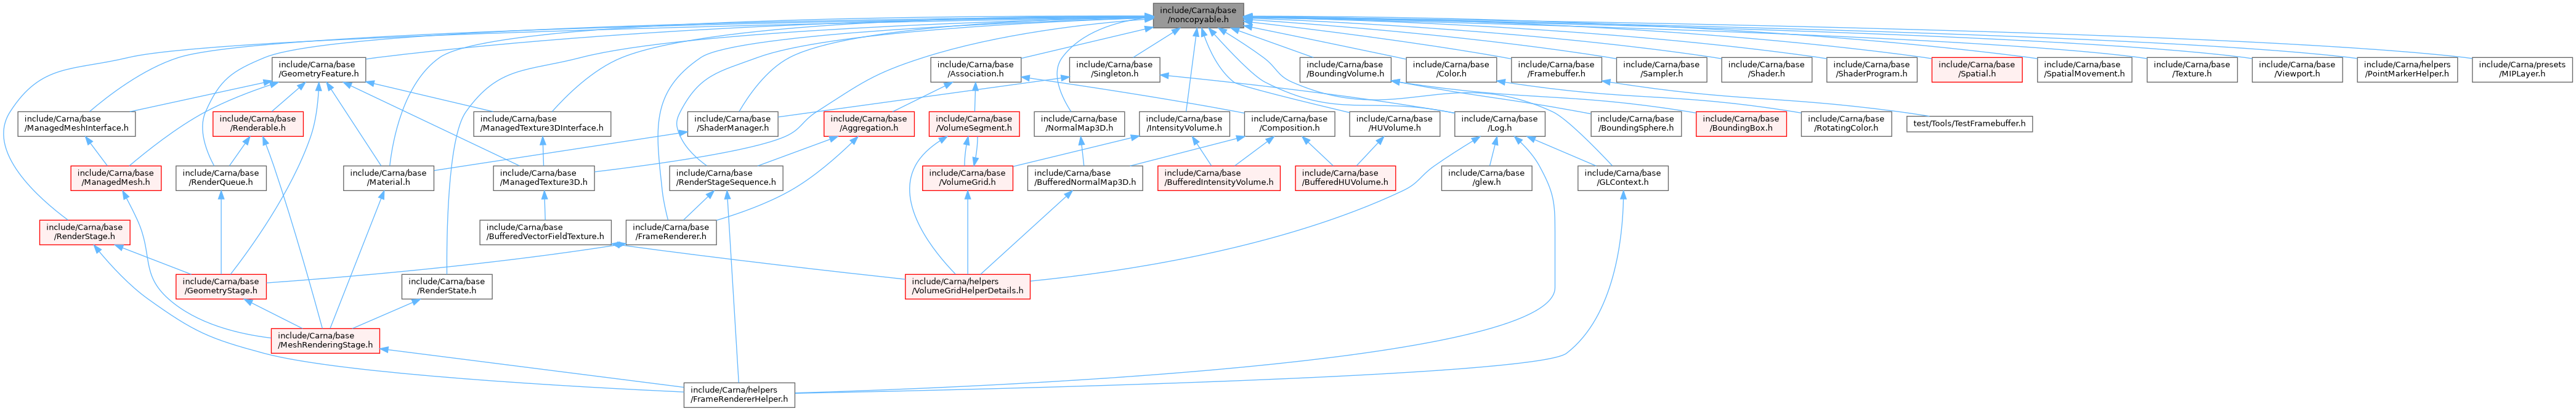 include/Carna/base
/noncopyable.h
include/Carna/base
/GeometryFeature.h
include/Carna/base
/Association.h
include/Carna/base
/Singleton.h
include/Carna/base
/BoundingVolume.h
include/Carna/base
/Color.h
include/Carna/base
/Framebuffer.h
include/Carna/base
/Sampler.h
include/Carna/base
/Shader.h
include/Carna/base
/ShaderProgram.h
include/Carna/base
/Spatial.h
include/Carna/base
/SpatialMovement.h
include/Carna/base
/Texture.h
include/Carna/base
/Viewport.h
include/Carna/helpers
/PointMarkerHelper.h
include/Carna/presets
/MIPLayer.h
include/Carna/base
/ManagedMeshInterface.h
include/Carna/base
/Renderable.h
include/Carna/base
/ManagedTexture3DInterface.h
include/Carna/base
/ShaderManager.h
include/Carna/base
/Aggregation.h
include/Carna/base
/VolumeSegment.h
include/Carna/base
/NormalMap3D.h
include/Carna/base
/IntensityVolume.h
include/Carna/base
/Composition.h
include/Carna/base
/HUVolume.h
include/Carna/base
/Log.h
include/Carna/base
/BoundingSphere.h
include/Carna/base
/BoundingBox.h
include/Carna/base
/RotatingColor.h
test/Tools/TestFramebuffer.h
include/Carna/base
/ManagedMesh.h
include/Carna/base
/RenderQueue.h
include/Carna/base
/Material.h
include/Carna/base
/ManagedTexture3D.h
include/Carna/base
/RenderStageSequence.h
include/Carna/base
/VolumeGrid.h
include/Carna/base
/BufferedNormalMap3D.h
include/Carna/base
/BufferedIntensityVolume.h
include/Carna/base
/BufferedHUVolume.h
include/Carna/base
/glew.h
include/Carna/base
/GLContext.h
include/Carna/base
/RenderStage.h
include/Carna/base
/BufferedVectorFieldTexture.h
include/Carna/base
/FrameRenderer.h
include/Carna/base
/GeometryStage.h
include/Carna/base
/RenderState.h
include/Carna/helpers
/VolumeGridHelperDetails.h
include/Carna/base
/MeshRenderingStage.h
include/Carna/helpers
/FrameRendererHelper.h